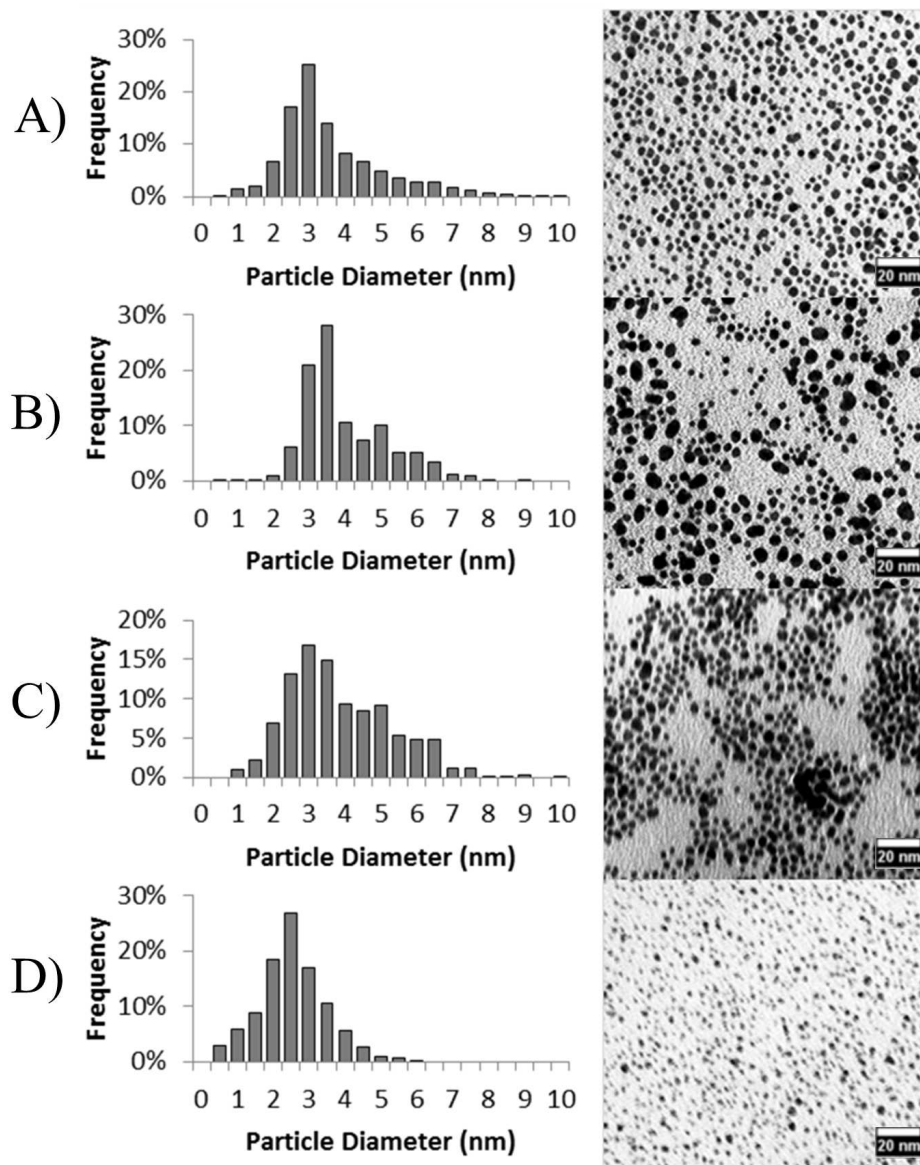 A)
Frequency
30%
20%
10%
0%
0 1 2 3 4 5 6 7 8 9 10
Particle Diameter (nm)
20 nm
B)
Frequency
30%
20%
10%
0%
0 1 2 3 4 5 6 7 8 9 10
Particle Diameter (nm)
20 nm
C)
Frequency
20%
15%
10%
5%
0%
0 1 2 3 4 5 6 7 8 9 10
Particle Diameter (nm)
20 nm
D)
Frequency
30%
20%
10%
0%
0 1 2 3 4 5 6 7 8 9 10
Particle Diameter (nm)
20 nm